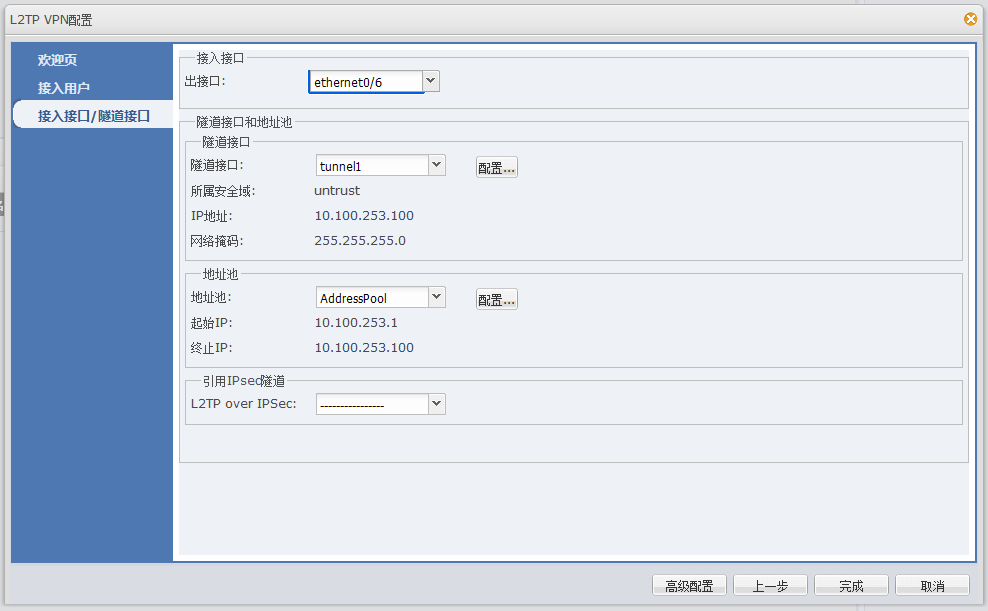 L2TP VPN配置
欢迎页
接入用户
接入接口/隧道接口
接入接口
出接口: ethernet0/6
隧道接口和地址池
隧道接口
隧道接口: tunnel1 配置...
所属安全域: untrust
IP地址: 10.100.253.100
网络掩码: 255.255.255.0
地址池
地址池: AddressPool 配置...
起始IP: 10.100.253.1
终止IP: 10.100.253.100
引用IPsec隧道
L2TP over IPSec: ----------------
高级配置 上一步 完成 取消